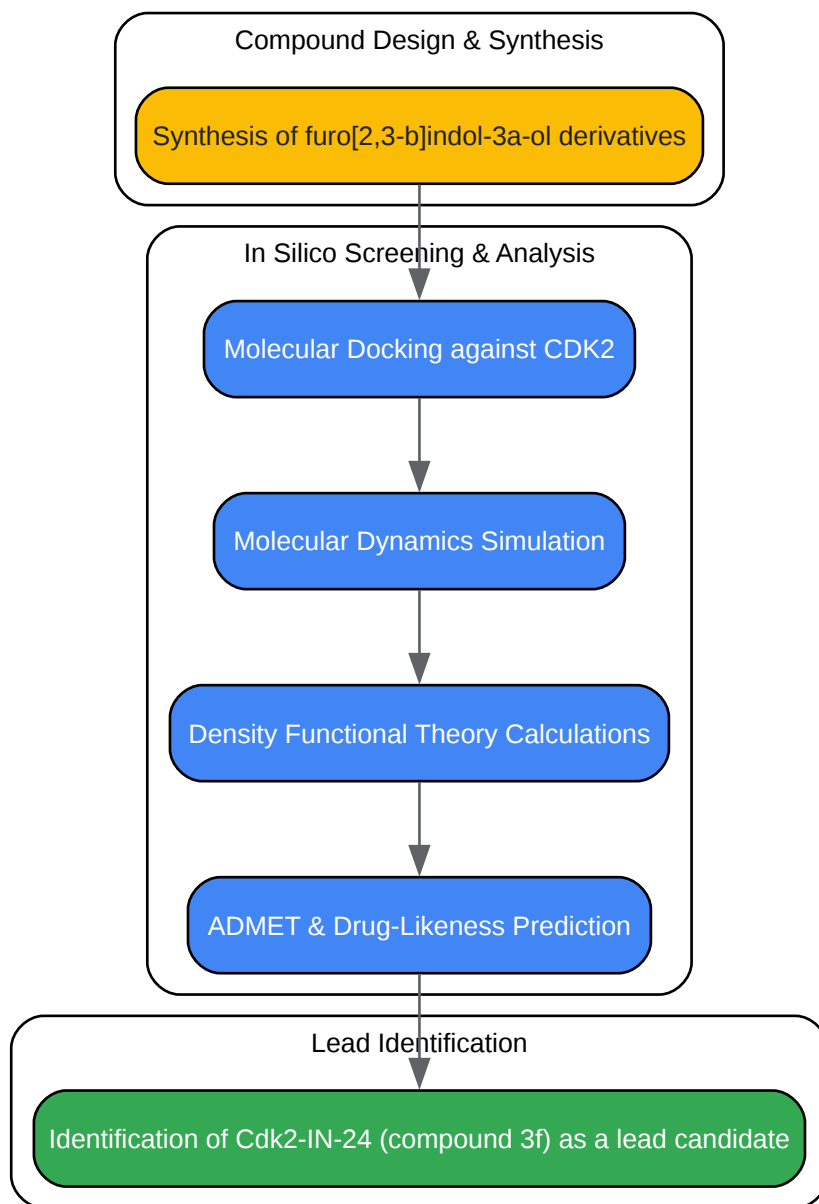 Compound Design & Synthesis
Synthesis of furo[2,3-b]indol-3a-ol derivatives
In Silico Screening & Analysis
Molecular Docking against CDK2
Molecular Dynamics Simulation
Density Functional Theory Calculations
ADMET & Drug-Likeness Prediction
Lead Identification
Identification of Cdk2-IN-24 (compound 3f) as a lead candidate